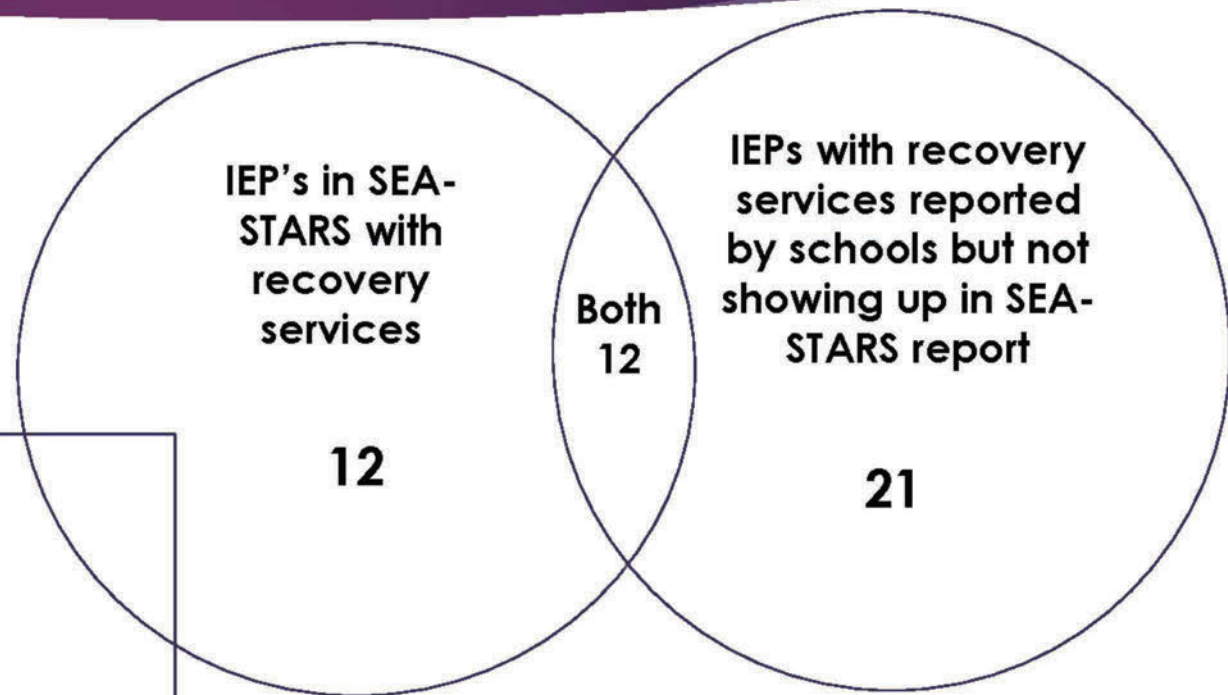 IEP's in SEA-
STARS with
recovery
services
12
Both
12
IEPs with recovery
services reported
by schools but not
showing up in SEA-
STARS report
21